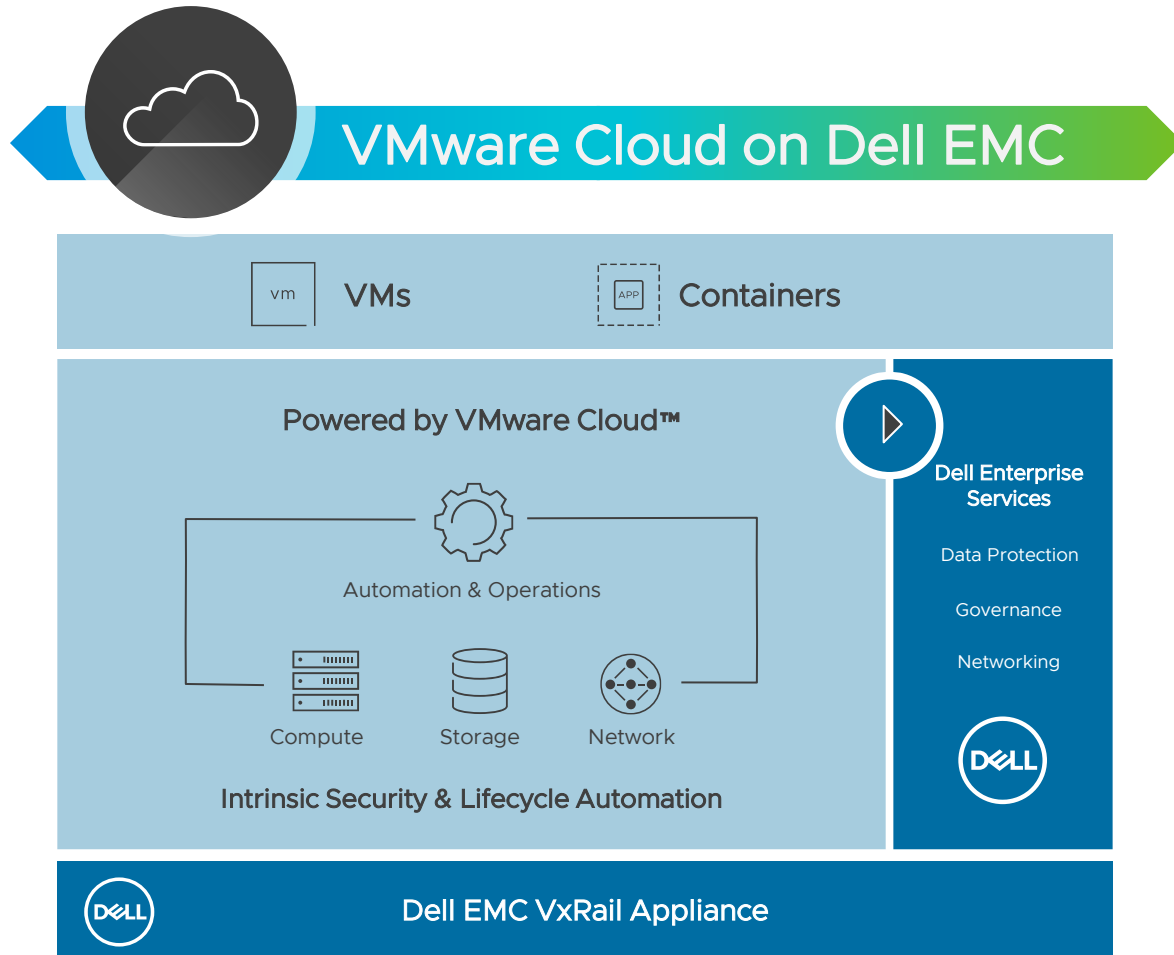 VMware Cloud on Dell EMC
vm
VMs
APP
Containers
Powered by VMware Cloud™
Automation & Operations
Compute
Storage
Network
Intrinsic Security & Lifecycle Automation
Dell Enterprise
Services
Data Protection
Governance
Networking
DELL
DELL
Dell EMC VxRail Appliance